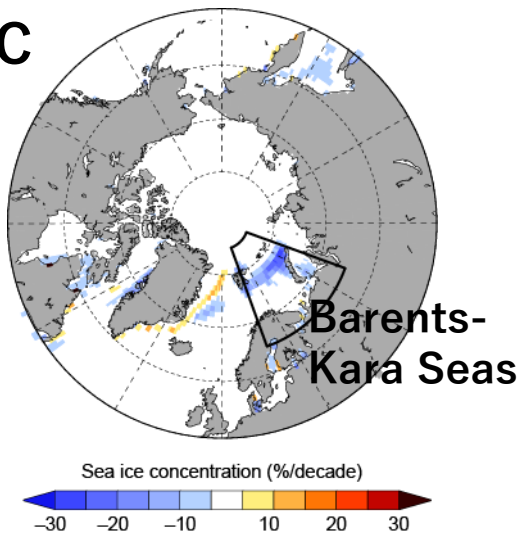 C
Barents-
Kara Seas
Sea ice concentration (%/decade)
−30 −20 −10 10 20 30